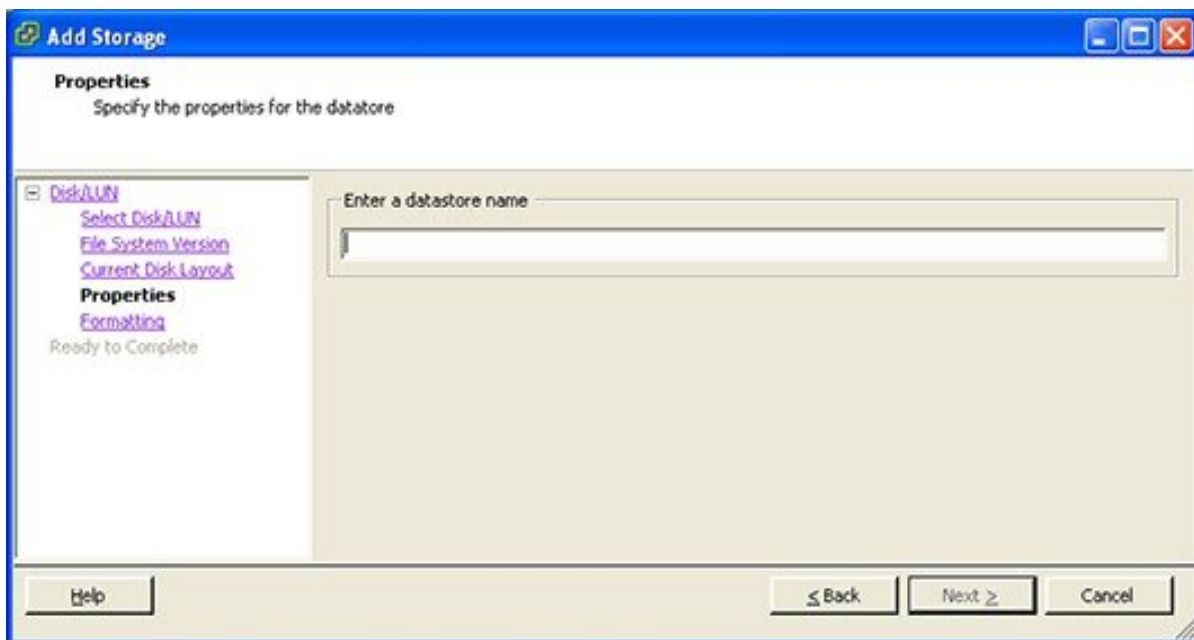 Add Storage
Properties
Specify the properties for the datatore
Disk/LUN
Select Disk/LUN
File System Version
Current Disk Layout
Properties
Formatting
Ready to Complete
Enter a datastore name
Help
≤ Back
Next ≥
Cancel